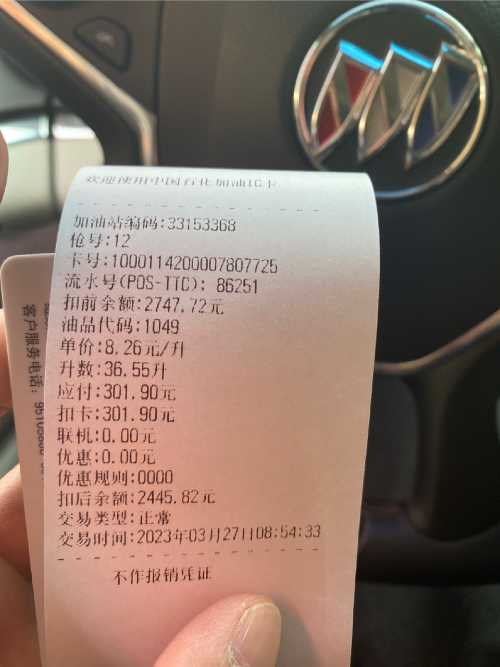 欢迎使用中国石化加油IC卡
加油站编码:33153368
枪号:12
卡号:1000114200007807725
流水号(POS-TTC): 86251
扣前余额:2747.72元
油品代码:1049
单价:8.26元/升
升数:36.55升
应付:301.90元
扣卡:301.90元
联机:0.00元
优惠:0.00元
优惠规则:0000
扣后余额:2445.82元
交易类型:正常
交易时间:2023年03月27日08:54:33
不作报销凭证
客户服务电话: